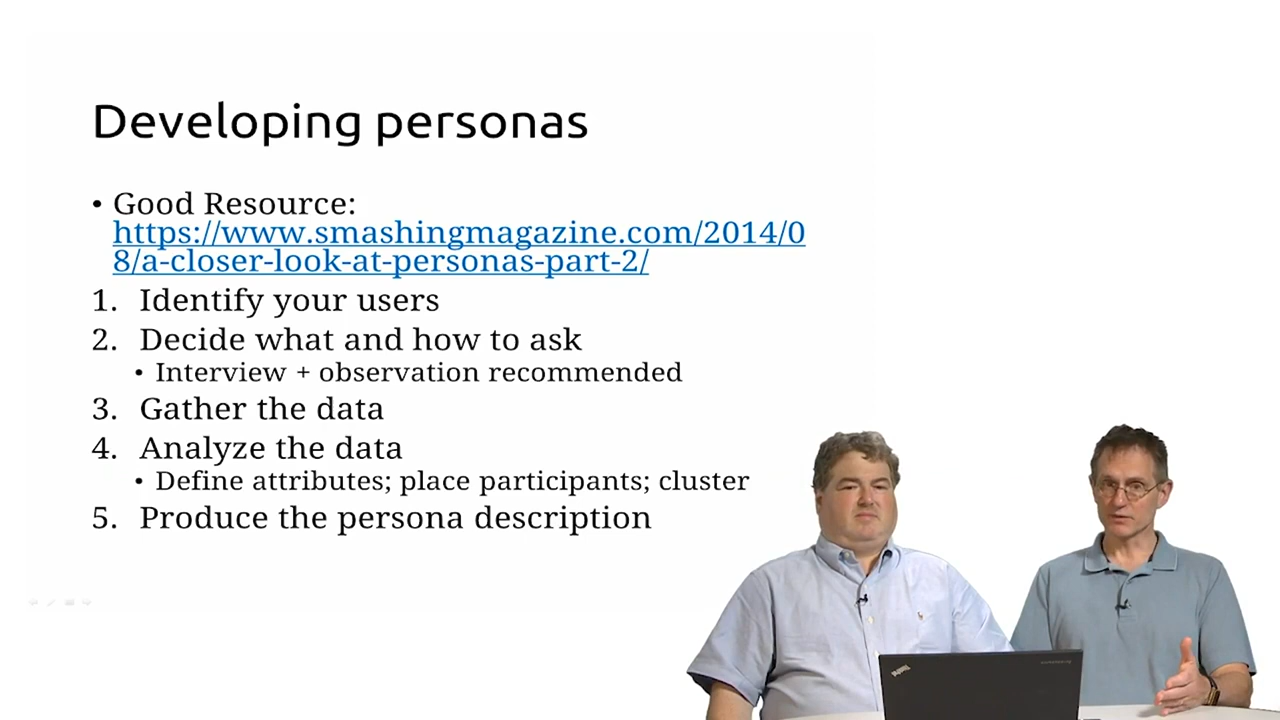 Developing personas
• Good Resource:
https://www.smashingmagazine.com/2014/0
8/a-closer-look-at-personas-part-2/
1. Identify your users
2. Decide what and how to ask
• Interview + observation recommended
3. Gather the data
4. Analyze the data
• Define attributes; place participants; cluster
5. Produce the persona description